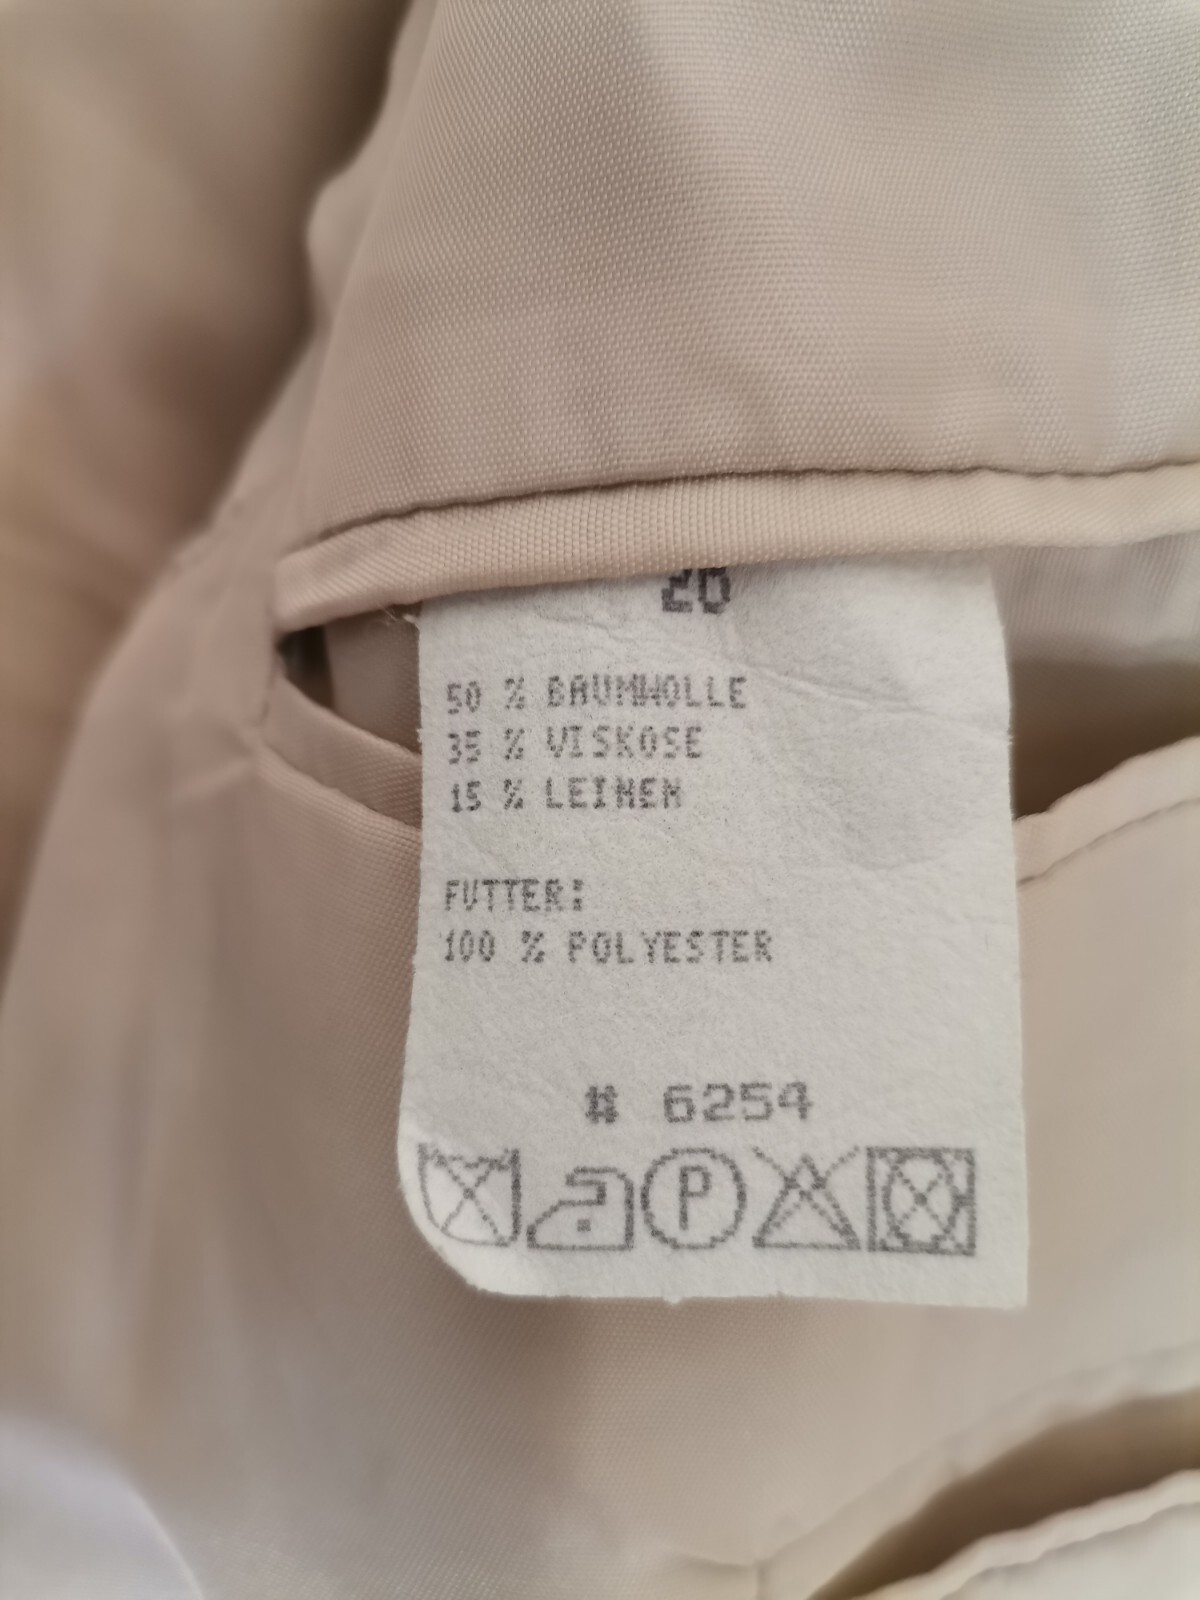 26
50 % BAUMWOLLE
35 % VISKOSE
15 % LEINEN
FUTTER:
100 % POLYESTER
# 6254
P